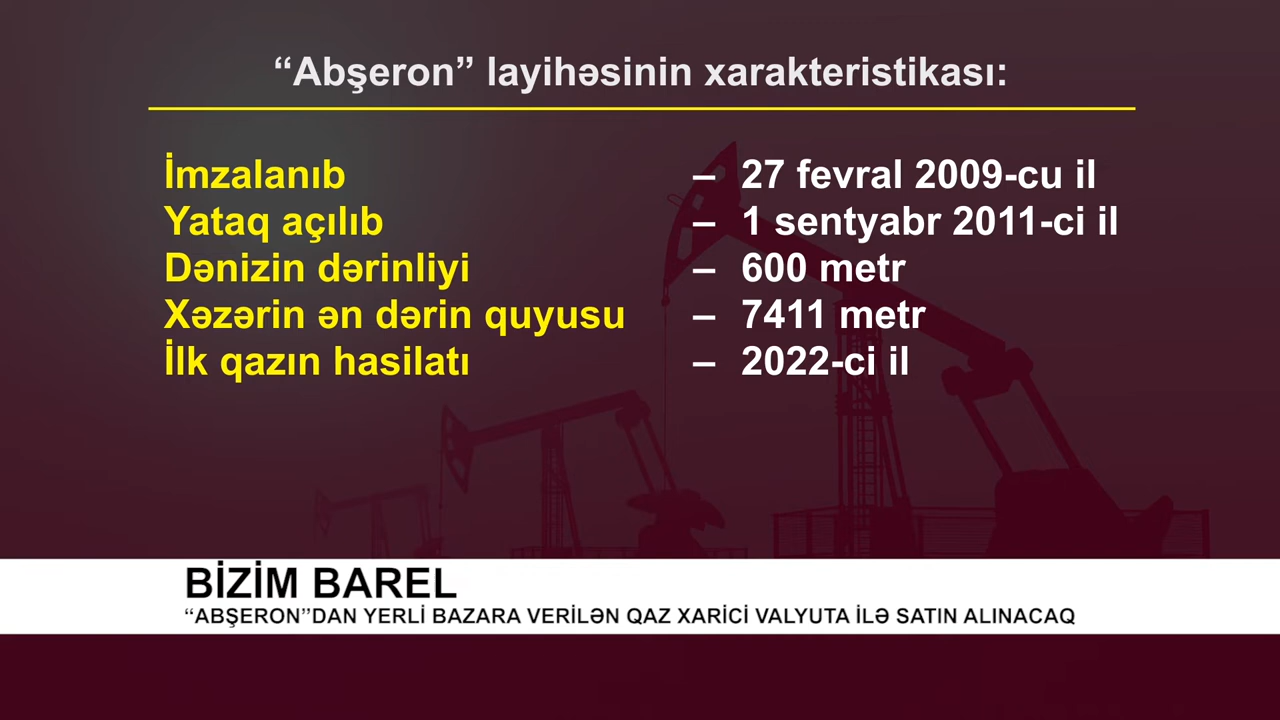 “Abşeron” layihəsinin xarakteristikası:
İmzalanıb – 27 fevral 2009-cu il
Yataq açılıb – 1 sentyabr 2011-ci il
Dənizin dərinliyi – 600 metr
Xəzərin ən dərin quyusu – 7411 metr
İlk qazın hasilatı – 2022-ci il
BİZİM BAREL
“ABŞERON”DAN YERLİ BAZARA VERİLƏN QAZ XARİCİ VALYUTA İLƏ SATIN ALINACAQ